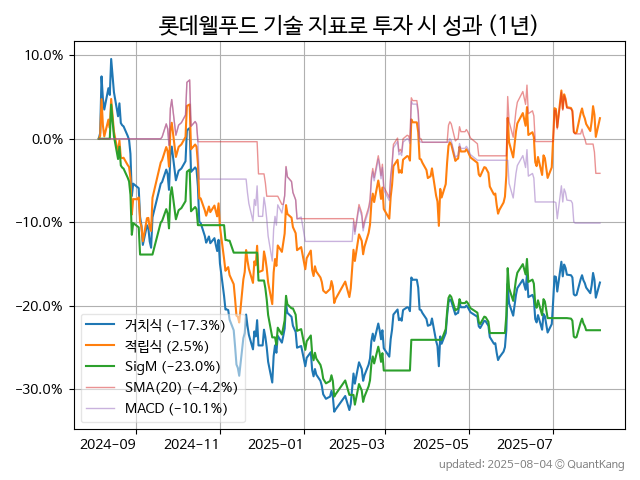 롯데웰푸드 기술 지표로 투자 시 성과 (1년)
10.0%
0.0%
−10.0%
−20.0%
−30.0%
거치식 (−17.3%)
적립식 (2.5%)
SigM (−23.0%)
SMA(20) (−4.2%)
MACD (−10.1%)
2024−09 2024−11 2025−01 2025−03 2025−05 2025−07
updated: 2025-08-04 © QuantKang